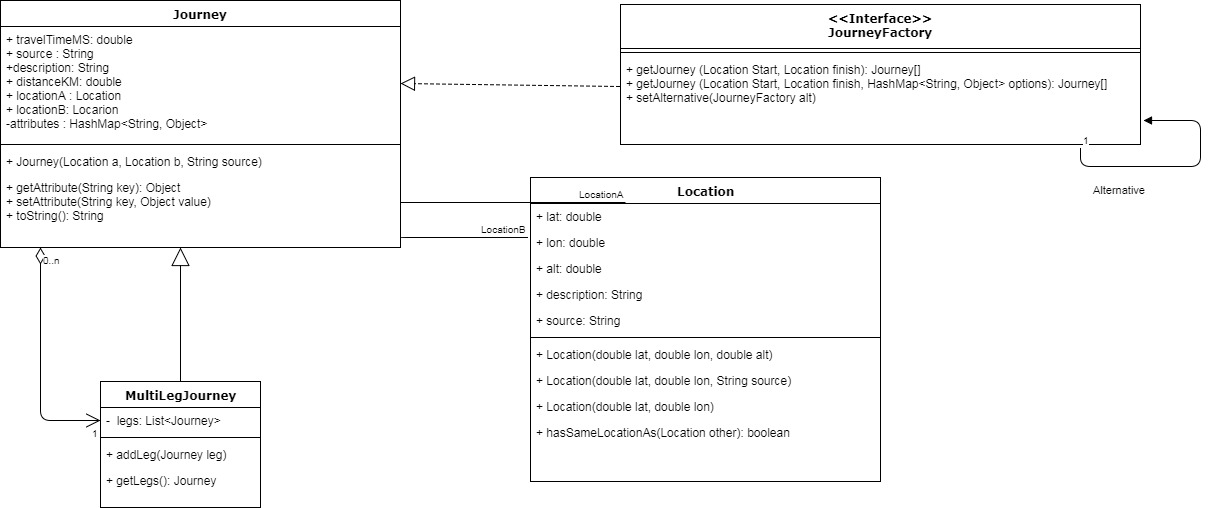 Journey
+ travelTimeMS: double
+ source : String
+description: String
+ distanceKM: double
+ locationA : Location
+ locationB: Locarion
-attributes : HashMap<String, Object>
+ Journey(Location a, Location b, String source)
+ getAttribute(String key): Object
+ setAttribute(String key, Object value)
+ toString(): String
<<Interface>>
JourneyFactory
+ getJourney (Location Start, Location finish): Journey[]
+ getJourney (Location Start, Location finish, HashMap<String, Object> options): Journey[]
+ setAlternative(JourneyFactory alt)
1
Alternative
LocationA
LocationB
Location
+ lat: double
+ lon: double
+ alt: double
+ description: String
+ source: String
+ Location(double lat, double lon, double alt)
+ Location(double lat, double lon, String source)
+ Location(double lat, double lon)
+ hasSameLocationAs(Location other): boolean
0..n
1
MultiLegJourney
- legs: List<Journey>
+ addLeg(Journey leg)
+ getLegs(): Journey